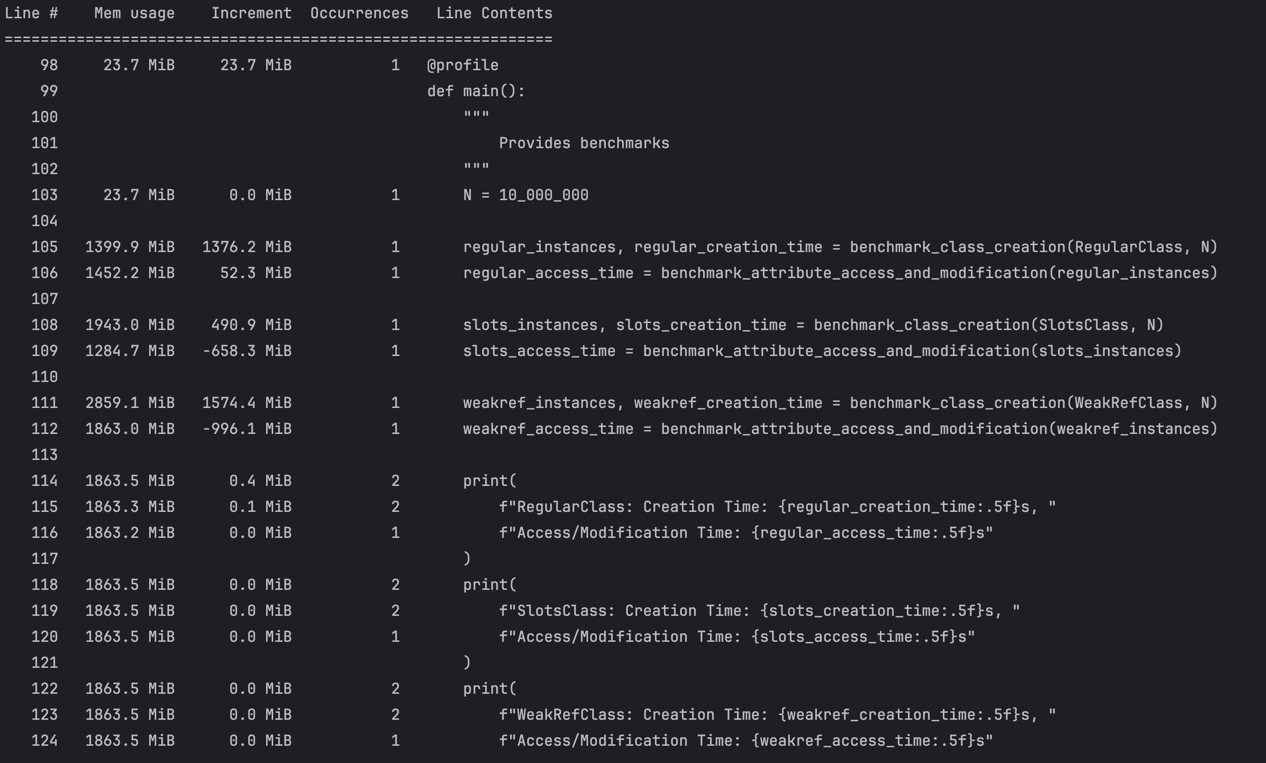 Line #    Mem usage    Increment  Occurrences   Line Contents
=============================================================
    98     23.7 MiB     23.7 MiB           1   @profile
    99                                         def main():
   100                                             """
   101                                                 Provides benchmarks
   102                                             """
   103     23.7 MiB      0.0 MiB           1       N = 10_000_000
   104
   105   1399.9 MiB   1376.2 MiB           1       regular_instances, regular_creation_time = benchmark_class_creation(RegularClass, N)
   106   1452.2 MiB     52.3 MiB           1       regular_access_time = benchmark_attribute_access_and_modification(regular_instances)
   107
   108   1943.0 MiB    490.9 MiB           1       slots_instances, slots_creation_time = benchmark_class_creation(SlotsClass, N)
   109   1284.7 MiB   -658.3 MiB           1       slots_access_time = benchmark_attribute_access_and_modification(slots_instances)
   110
   111   2859.1 MiB   1574.4 MiB           1       weakref_instances, weakref_creation_time = benchmark_class_creation(WeakRefClass, N)
   112   1863.0 MiB   -996.1 MiB           1       weakref_access_time = benchmark_attribute_access_and_modification(weakref_instances)
   113
   114   1863.5 MiB      0.4 MiB           2       print(
   115   1863.3 MiB      0.1 MiB           2           f"RegularClass: Creation Time: {regular_creation_time:.5f}s, "
   116   1863.2 MiB      0.0 MiB           1           f"Access/Modification Time: {regular_access_time:.5f}s"
   117                                             )
   118   1863.5 MiB      0.0 MiB           2       print(
   119   1863.5 MiB      0.0 MiB           2           f"SlotsClass: Creation Time: {slots_creation_time:.5f}s, "
   120   1863.5 MiB      0.0 MiB           1           f"Access/Modification Time: {slots_access_time:.5f}s"
   121                                             )
   122   1863.5 MiB      0.0 MiB           2       print(
   123   1863.5 MiB      0.0 MiB           2           f"WeakRefClass: Creation Time: {weakref_creation_time:.5f}s, "
   124   1863.5 MiB      0.0 MiB           1           f"Access/Modification Time: {weakref_access_time:.5f}s"